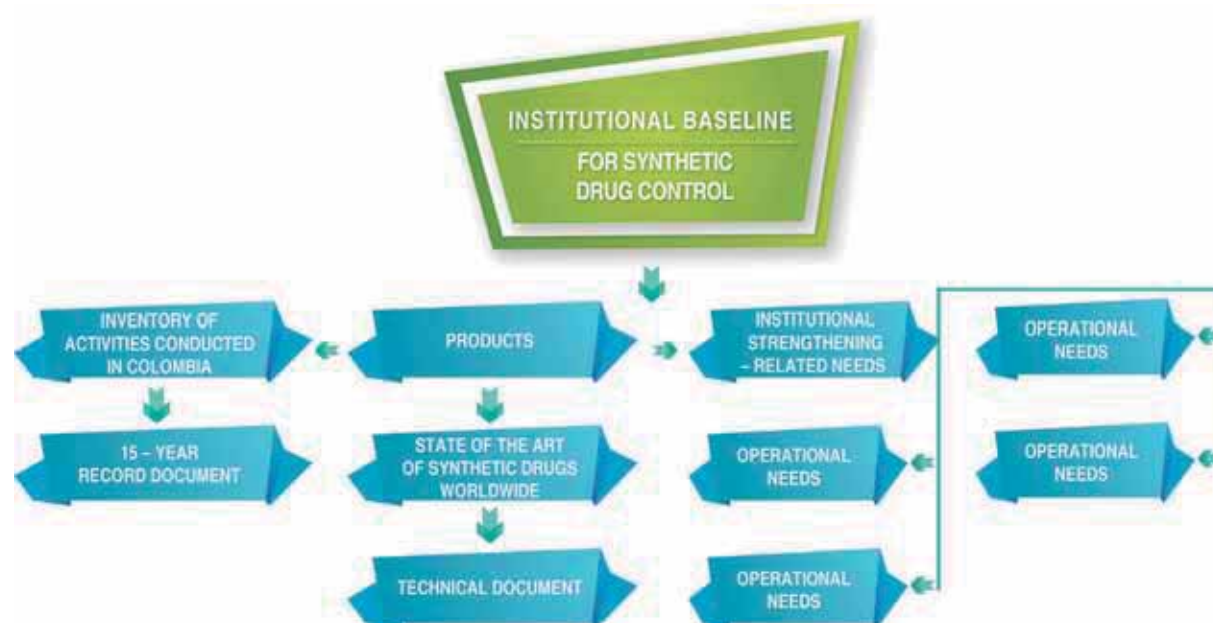 INSTITUTIONAL BASELINE
FOR SYNTHETIC
DRUG CONTROL
INVENTORY OF
ACTIVITIES CONDUCTED
IN COLOMBIA
PRODUCTS
INSTITUTIONAL
STRENGTHENING
– RELATED NEEDS
OPERATIONAL
NEEDS
15 – YEAR
RECORD DOCUMENT
STATE OF THE ART
OF SYNTHETIC DRUGS
WORLDWIDE
OPERATIONAL
NEEDS
OPERATIONAL
NEEDS
TECHNICAL DOCUMENT
OPERATIONAL
NEEDS